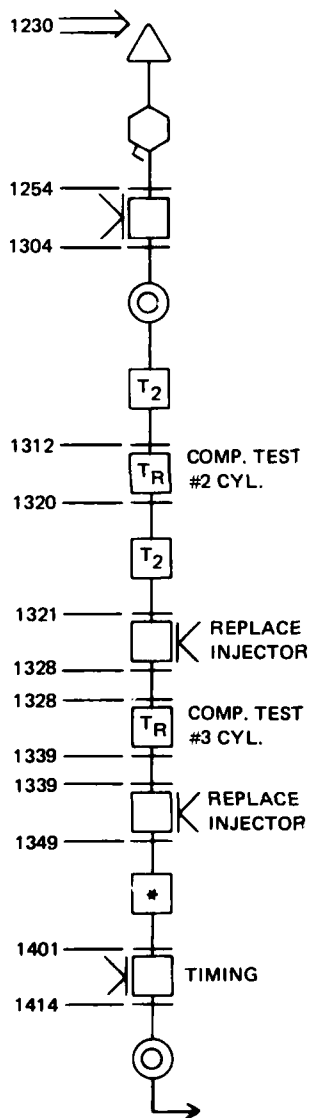 1230
1254
1304
T2
1312
COMP. TEST
TR
#2 CYL.
1320
T2
1321
REPLACE
INJECTOR
1328
1328
COMP. TEST
TR
#3 CYL.
1339
1339
REPLACE
INJECTOR
1349
*
1401
TIMING
1414